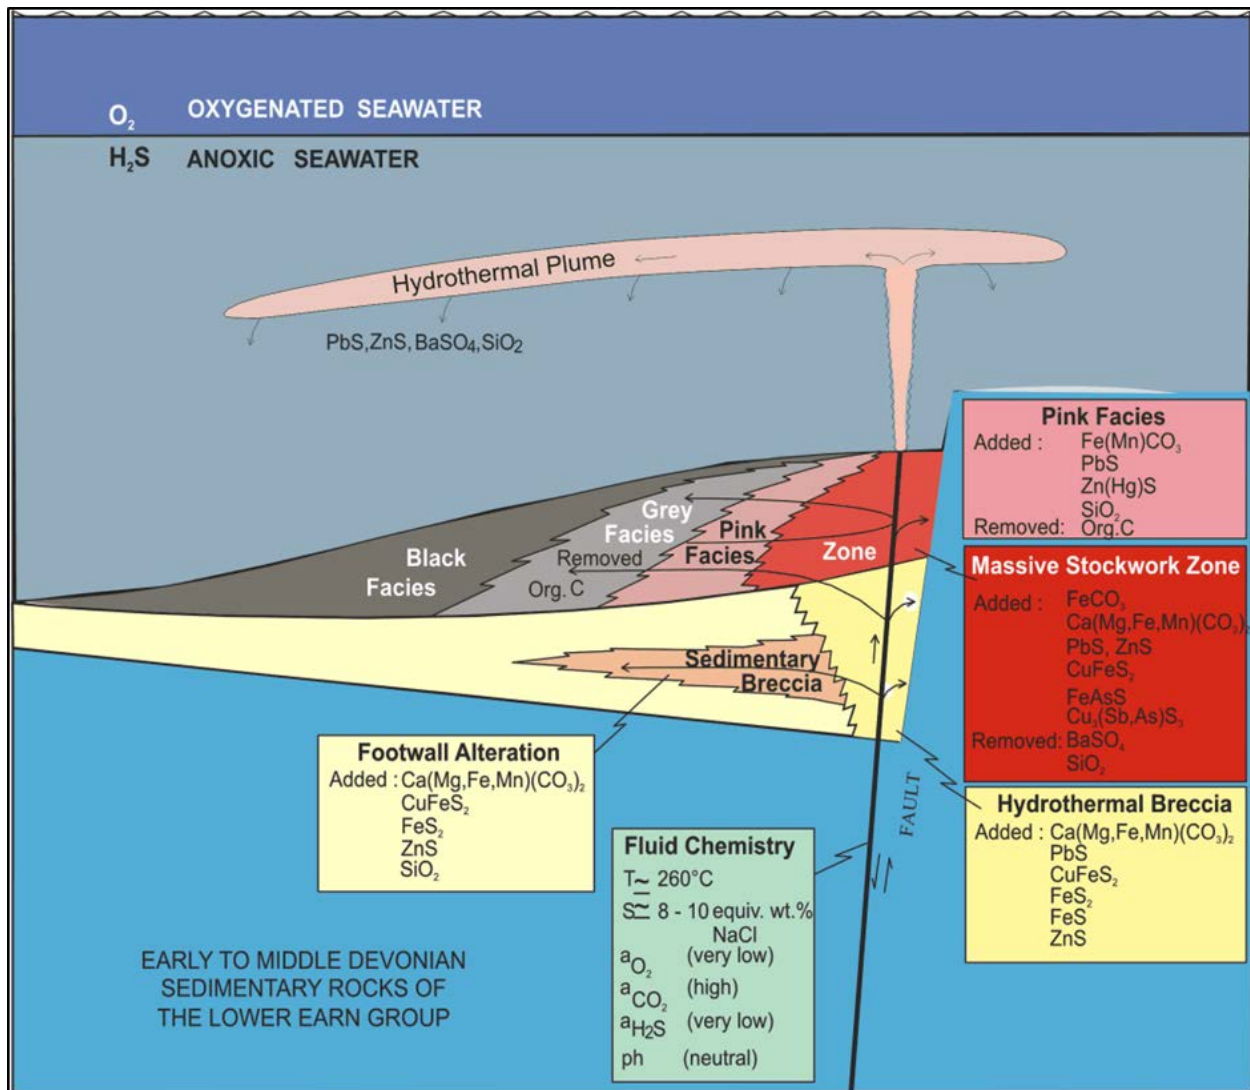 O₂ OXYGENATED SEAWATER
H₂S ANOXIC SEAWATER
Hydrothermal Plume
PbS,ZnS,BaSO₄,SiO₂
Grey
Facies
Pink
Facies
Zone
Black
Facies
Removed
Org. C
Sedimentary
Breccia
Pink Facies
Added : Fe(Mn)CO₃
PbS
Zn(Hg)S
SiO₂
Removed: Org.C
Massive Stockwork Zone
Added : FeCO₃
Ca(Mg,Fe,Mn)(CO₃)₂
PbS, ZnS
CuFeS₂
FeAsS
Cu₃(Sb,As)S₃
Removed: BaSO₄
SiO₂
Hydrothermal Breccia
Added : Ca(Mg,Fe,Mn)(CO₃)₂
PbS
CuFeS₂
FeS₂
FeS
ZnS
Footwall Alteration
Added : Ca(Mg,Fe,Mn)(CO₃)₂
CuFeS₂
FeS₂
ZnS
SiO₂
FAULT
Fluid Chemistry
T ≃ 260°C
S ≃ 8 - 10 equiv. wt.%
NaCl
aO₂ (very low)
aCO₂ (high)
aH₂S (very low)
ph (neutral)
EARLY TO MIDDLE DEVONIAN
SEDIMENTARY ROCKS OF
THE LOWER EARN GROUP